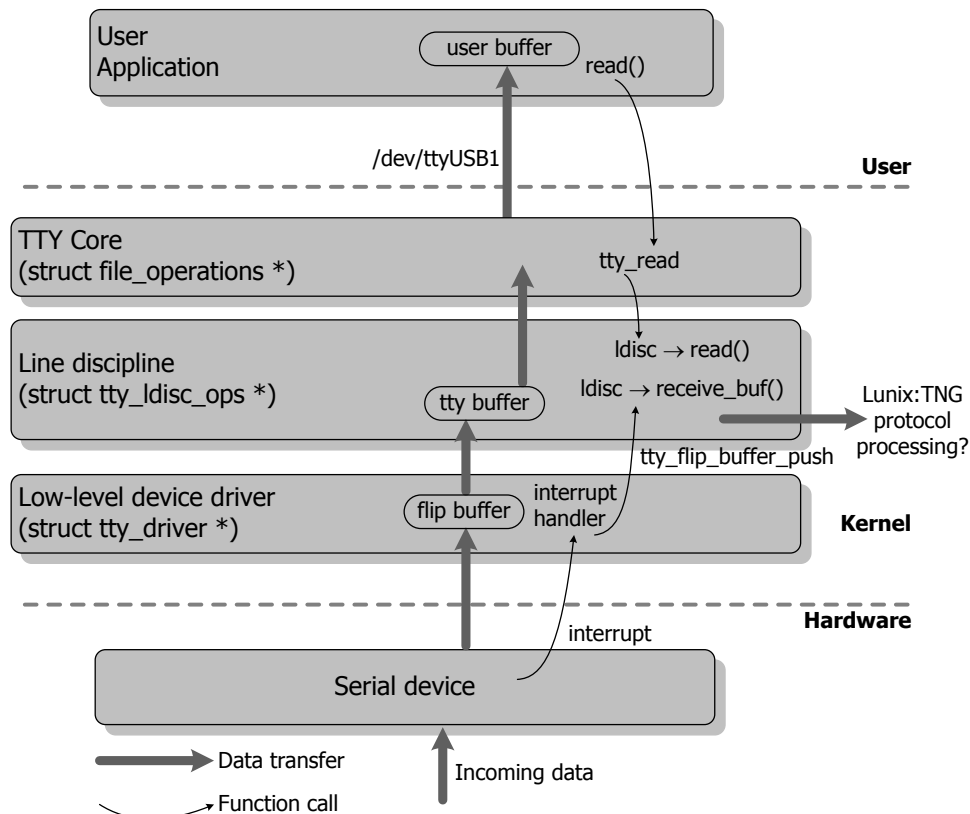 User
Application
user buffer
read()
/dev/ttyUSB1
User
TTY Core
(struct file_operations *)
tty_read
Line discipline
(struct tty_ldisc_ops *)
ldisc → read()
ldisc → receive_buf()
tty buffer
Lunix:TNG
protocol
processing?
tty_flip_buffer_push
Low-level device driver
(struct tty_driver *)
flip buffer
interrupt
handler
Kernel
Hardware
interrupt
Serial device
Data transfer
Incoming data
Function call